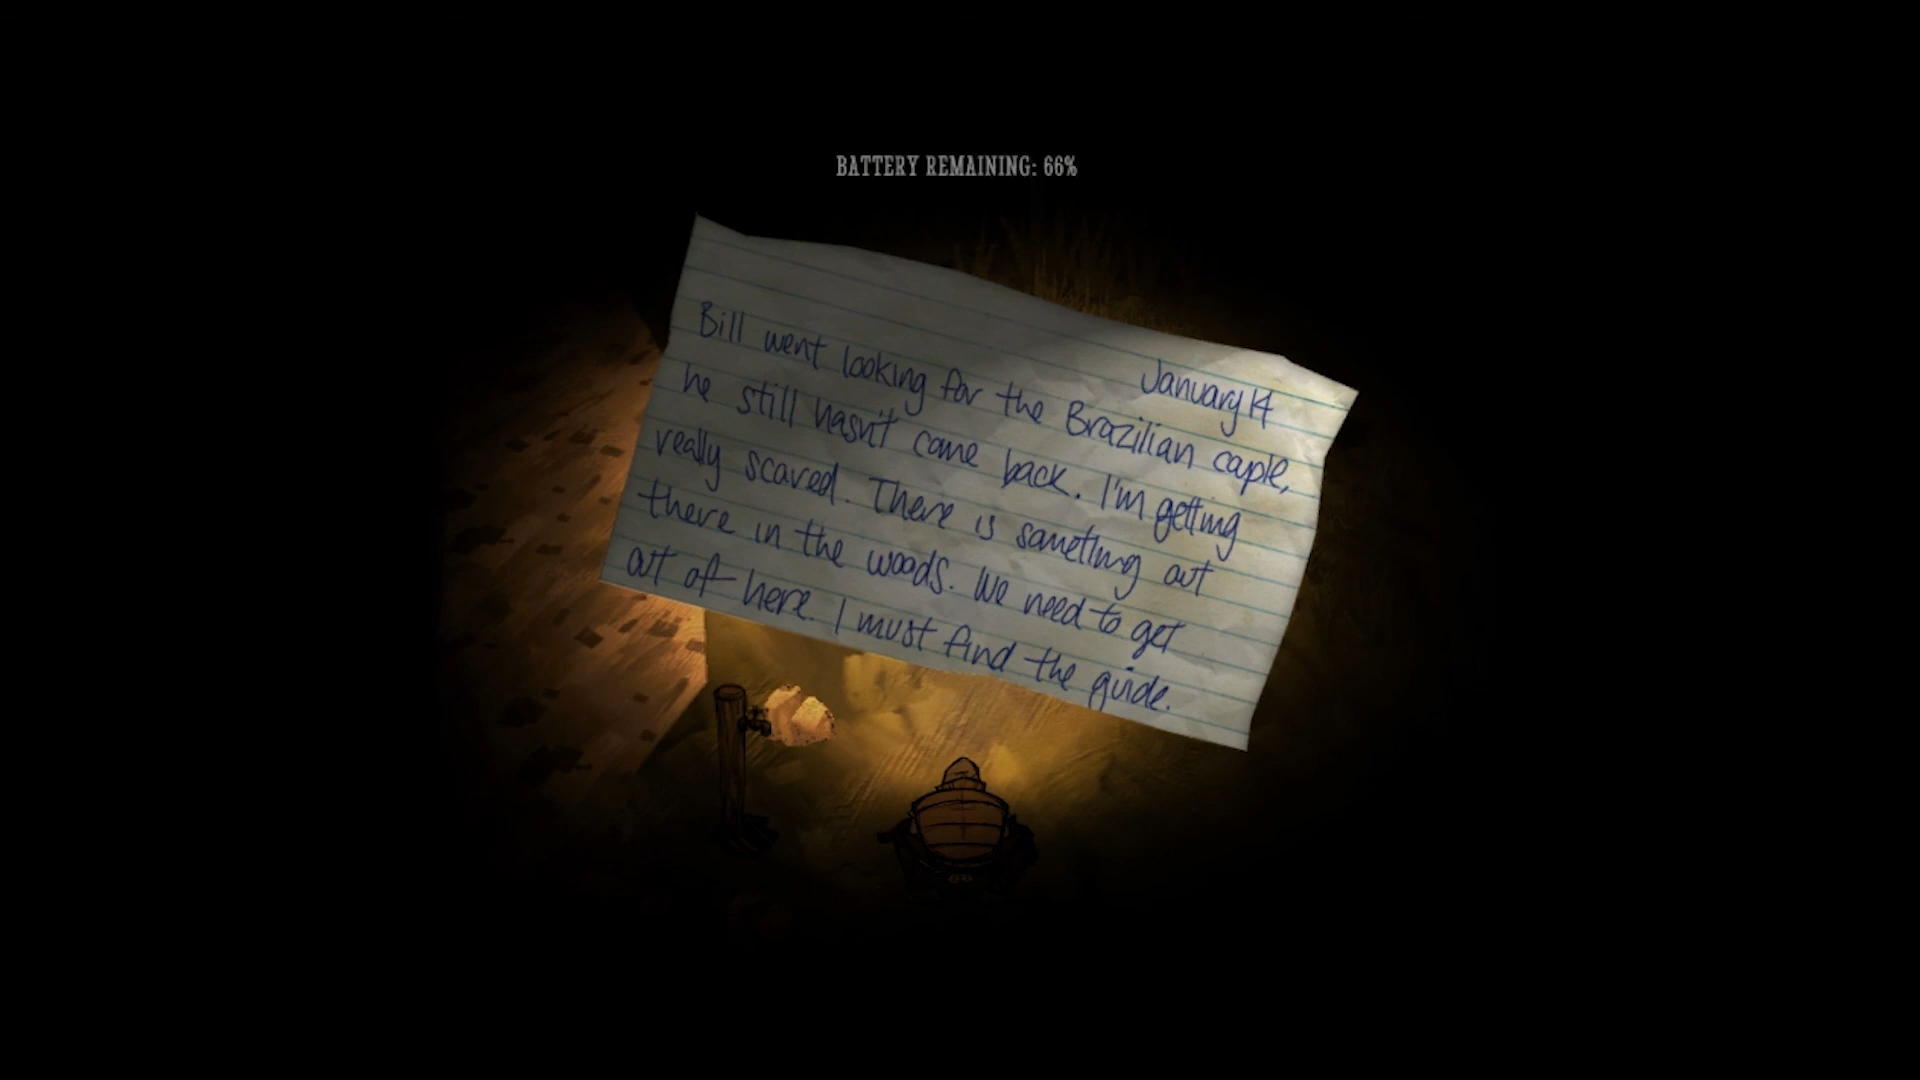 BATTERY REMAINING: 66%
January 14
Bill went looking for the Brazilian couple,
he still hasn't come back. I'm getting
really scared. There is something out
there in the woods. We need to get
out of here. I must find the guide.